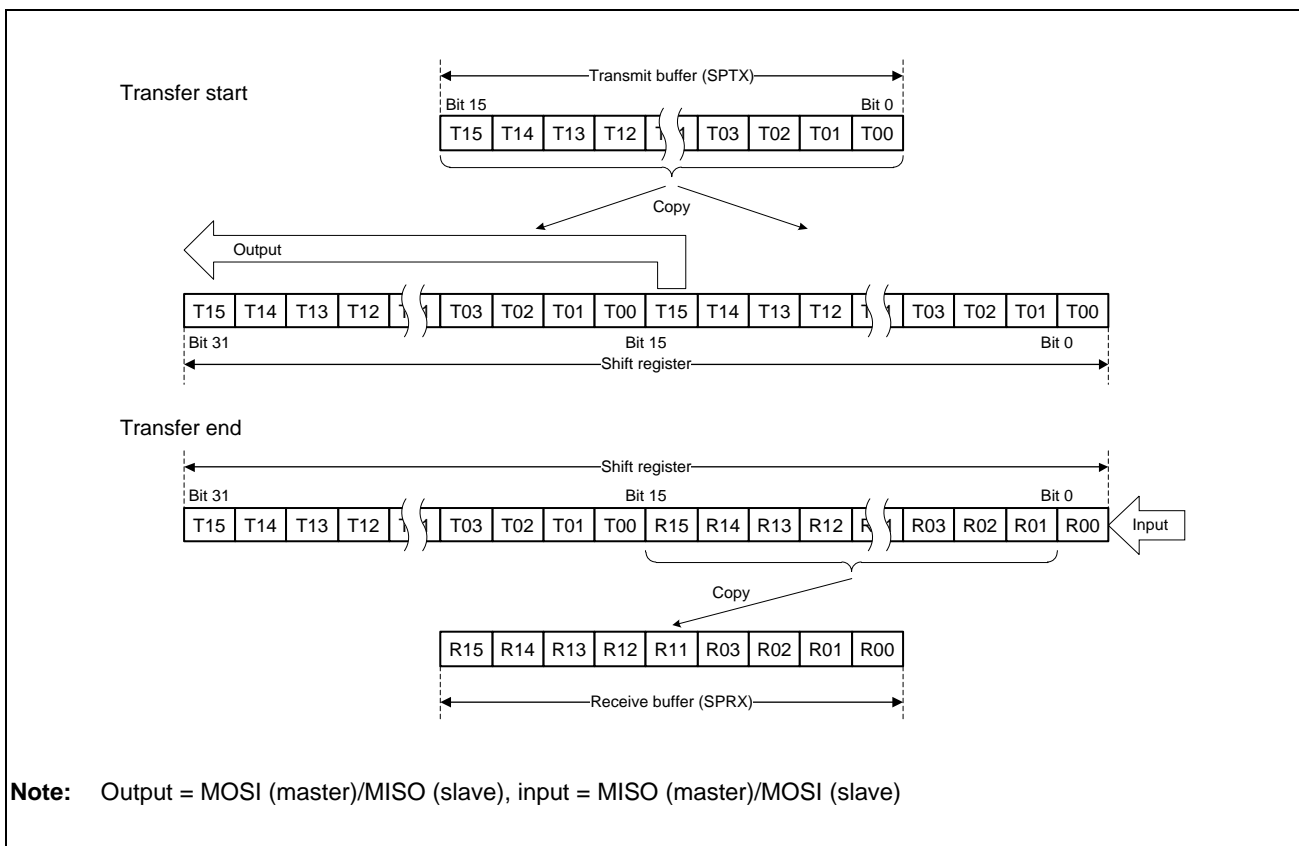 Transmit buffer (SPTX)
Transfer start
Bit 15 Bit 0
T15 T14 T13 T12 T03 T02 T01 T00
Copy
Output
T15 T14 T13 T12 T03 T02 T01 T00 T15 T14 T13 T12 T03 T02 T01 T00
Bit 31 Bit 15 Bit 0
Shift register
Transfer end
Shift register
Bit 31 Bit 15 Bit 0
T15 T14 T13 T12 T03 T02 T01 T00 R15 R14 R13 R12 R03 R02 R01 R00 Input
Copy
R15 R14 R13 R12 R11 R03 R02 R01 R00
Receive buffer (SPRX)
Note: Output = MOSI (master)/MISO (slave), input = MISO (master)/MOSI (slave)